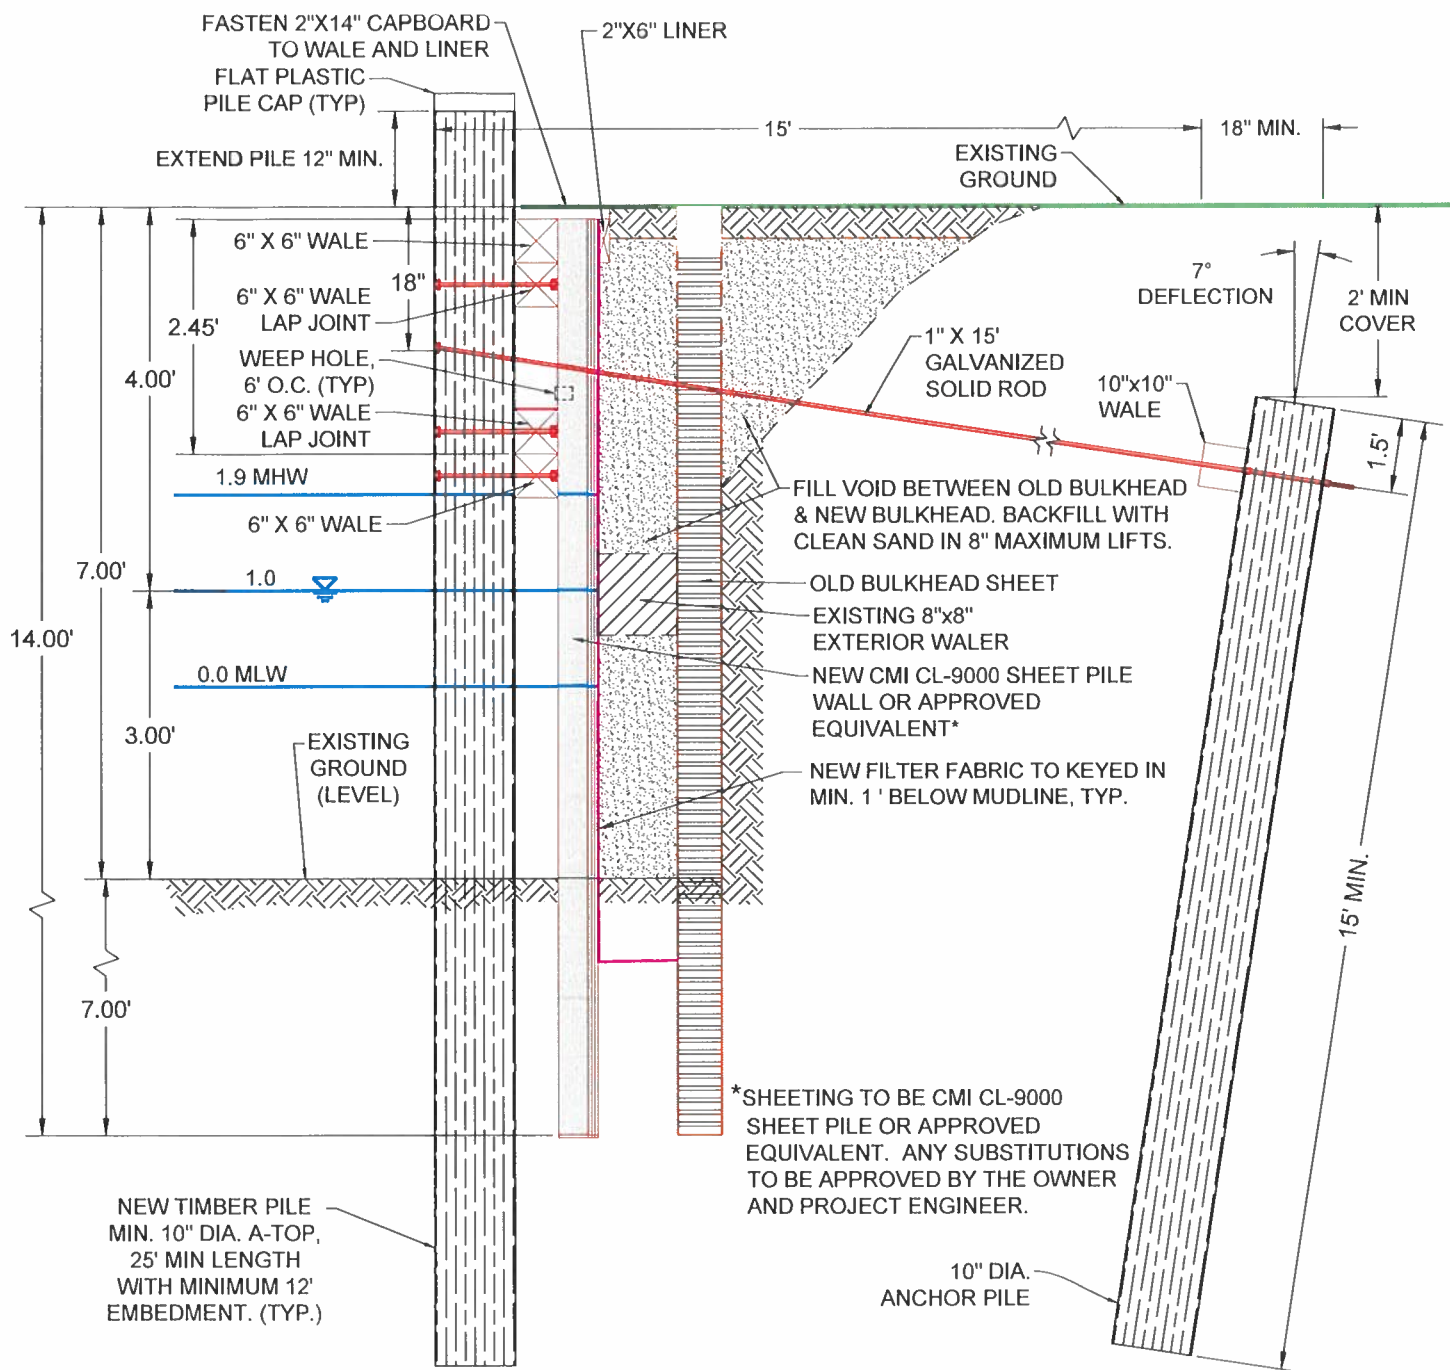 FASTEN 2"X14" CAPBOARD
TO WALE AND LINER
2"X6" LINER
FLAT PLASTIC
PILE CAP (TYP)
15'
18" MIN.
EXTEND PILE 12" MIN.
EXISTING
GROUND
6" X 6" WALE
18"
7°
DEFLECTION
2' MIN
COVER
6" X 6" WALE
LAP JOINT
2.45'
1" X 15'
GALVANIZED
SOLID ROD
WEEP HOLE,
6' O.C. (TYP)
4.00'
10"x10"
WALE
6" X 6" WALE
LAP JOINT
1.5'
1.9 MHW
6" X 6" WALE
FILL VOID BETWEEN OLD BULKHEAD
& NEW BULKHEAD. BACKFILL WITH
CLEAN SAND IN 8" MAXIMUM LIFTS.
7.00'
1.0
OLD BULKHEAD SHEET
EXISTING 8"x8"
EXTERIOR WALER
14.00'
0.0 MLW
NEW CMI CL-9000 SHEET PILE
WALL OR APPROVED
EQUIVALENT*
3.00'
EXISTING
GROUND
(LEVEL)
NEW FILTER FABRIC TO KEYED IN
MIN. 1 ' BELOW MUDLINE, TYP.
15' MIN.
7.00'
*SHEETING TO BE CMI CL-9000
SHEET PILE OR APPROVED
EQUIVALENT. ANY SUBSTITUTIONS
TO BE APPROVED BY THE OWNER
AND PROJECT ENGINEER.
NEW TIMBER PILE
MIN. 10" DIA. A-TOP,
25' MIN LENGTH
WITH MINIMUM 12'
EMBEDMENT. (TYP.)
10" DIA.
ANCHOR PILE